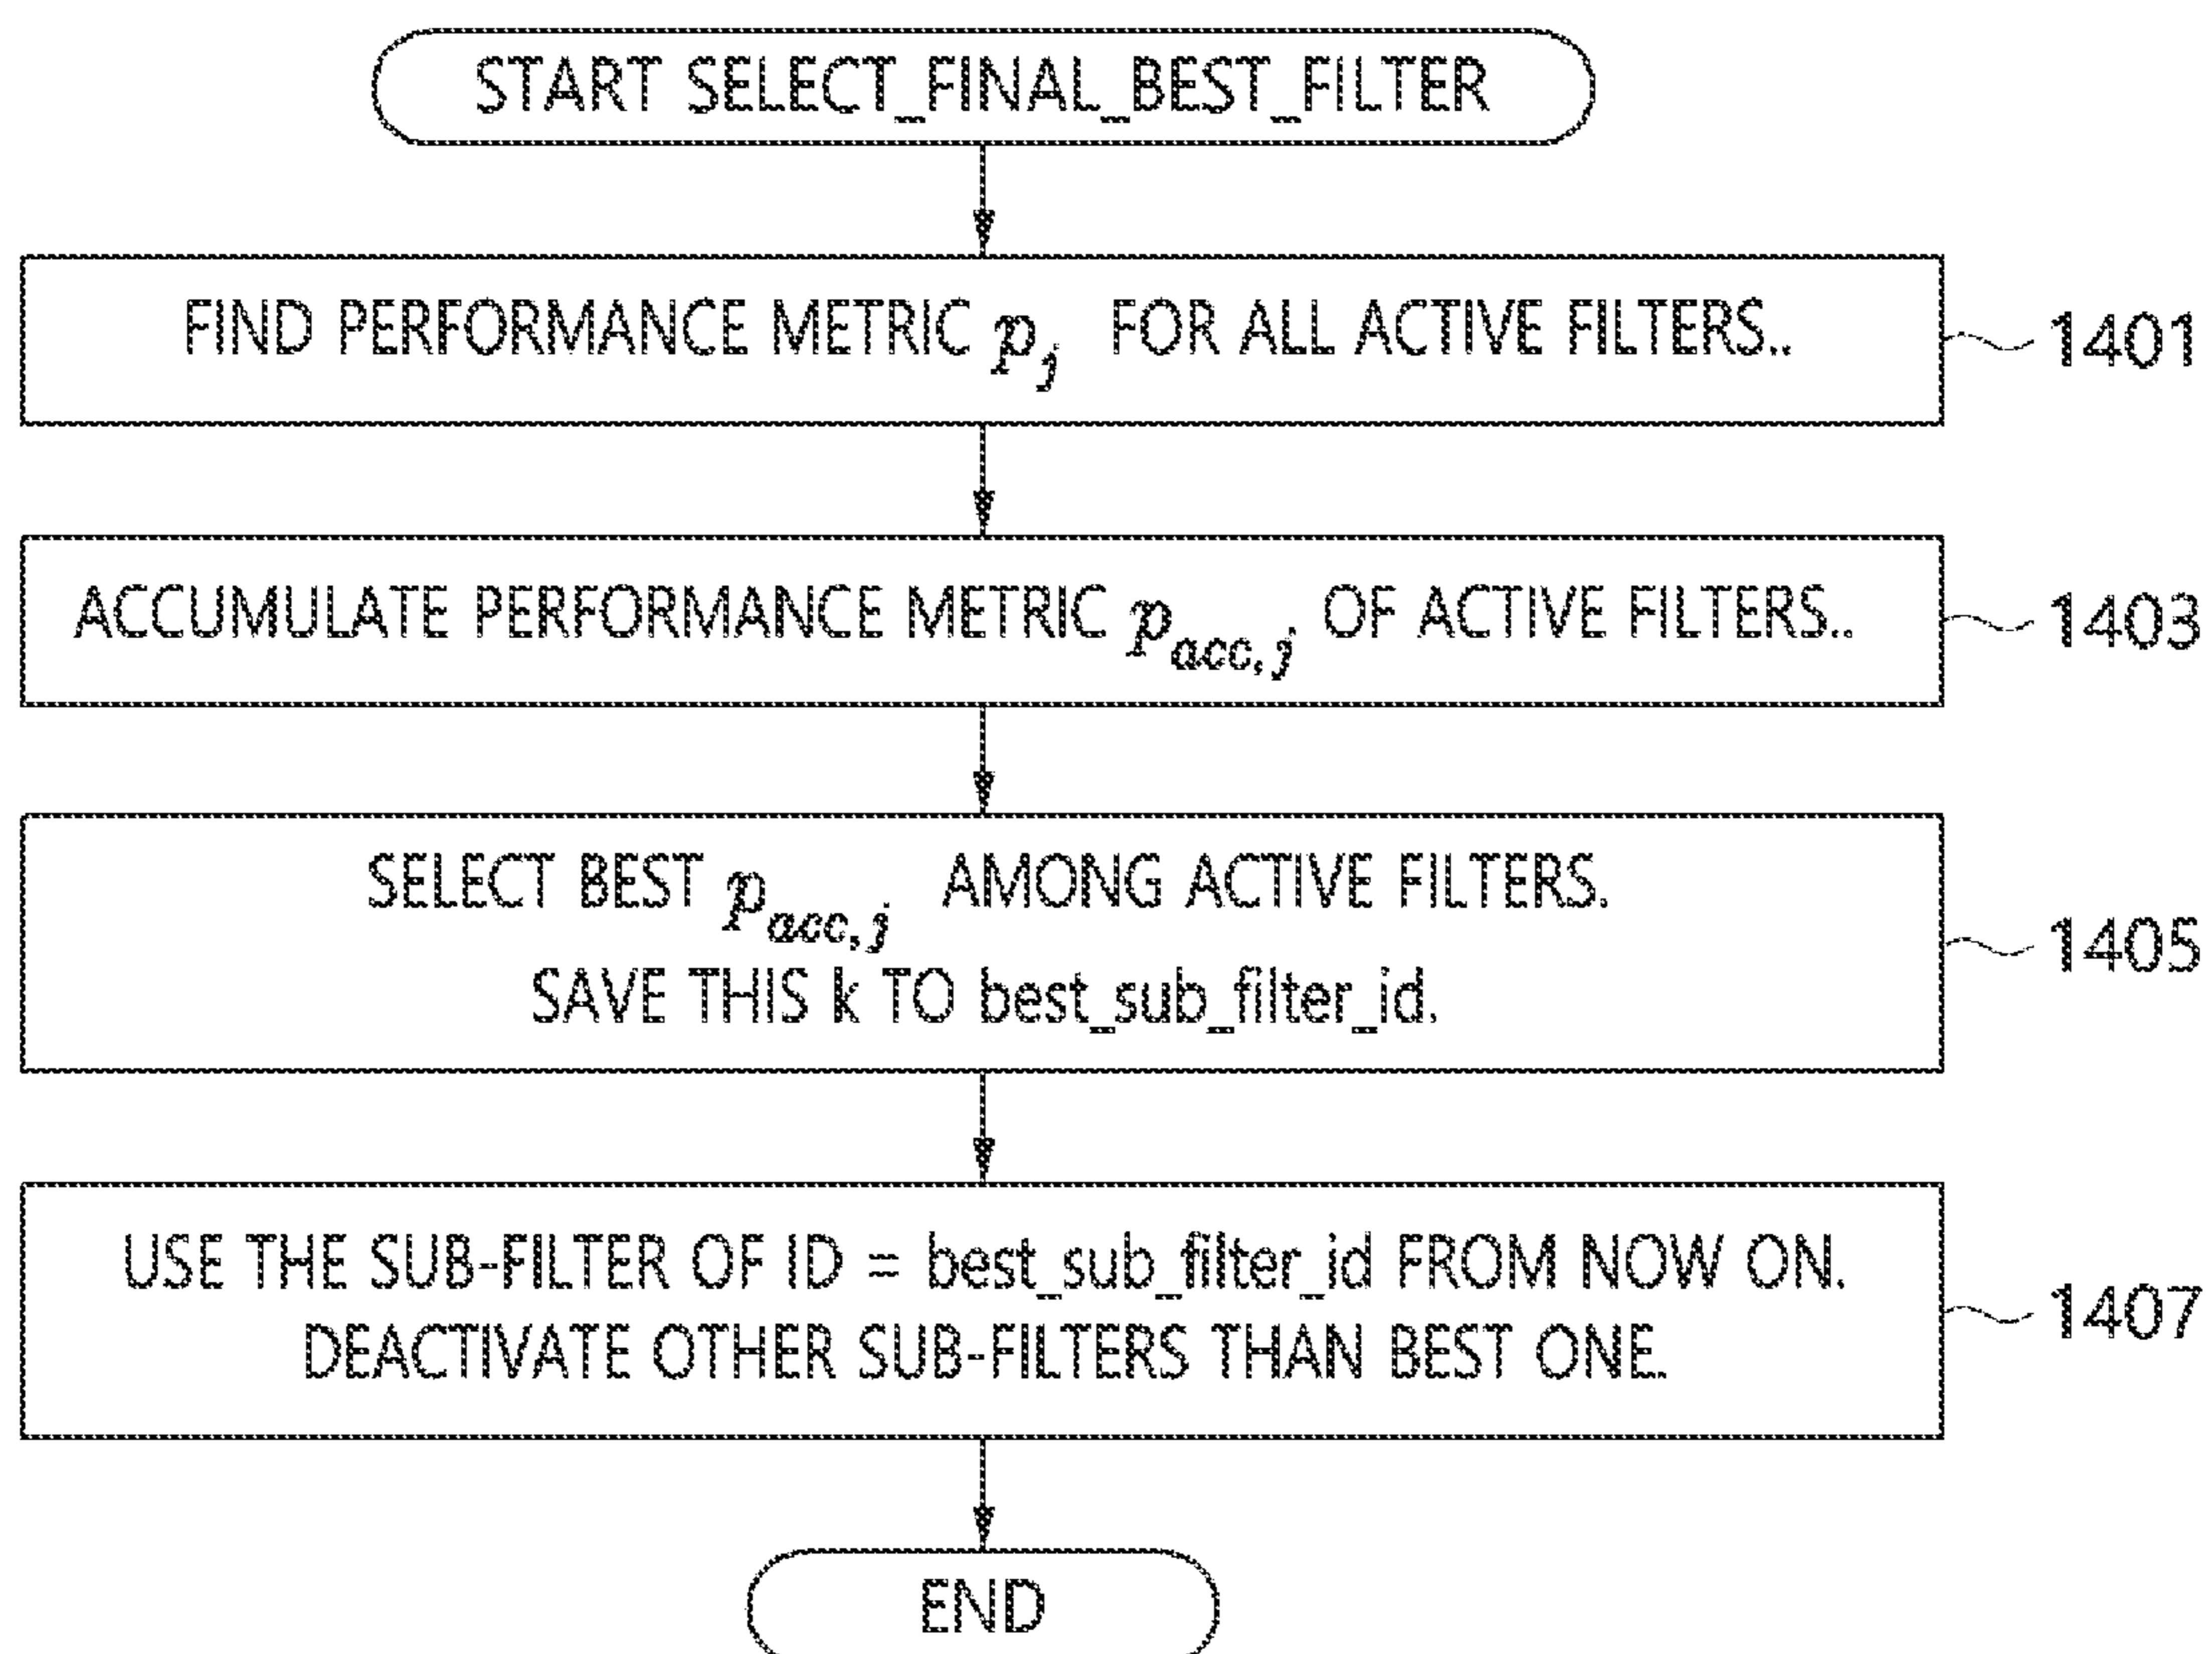 START SELECT_FINAL_BEST_FILTER
FIND PERFORMANCE METRIC p_j FOR ALL ACTIVE FILTERS..
1401
ACCUMULATE PERFORMANCE METRIC p_acc,j OF ACTIVE FILTERS..
1403
SELECT BEST p_acc,j AMONG ACTIVE FILTERS.
SAVE THIS k TO best_sub_filter_id.
1405
USE THE SUB-FILTER OF ID = best_sub_filter_id FROM NOW ON.
DEACTIVATE OTHER SUB-FILTERS THAN BEST ONE.
1407
END